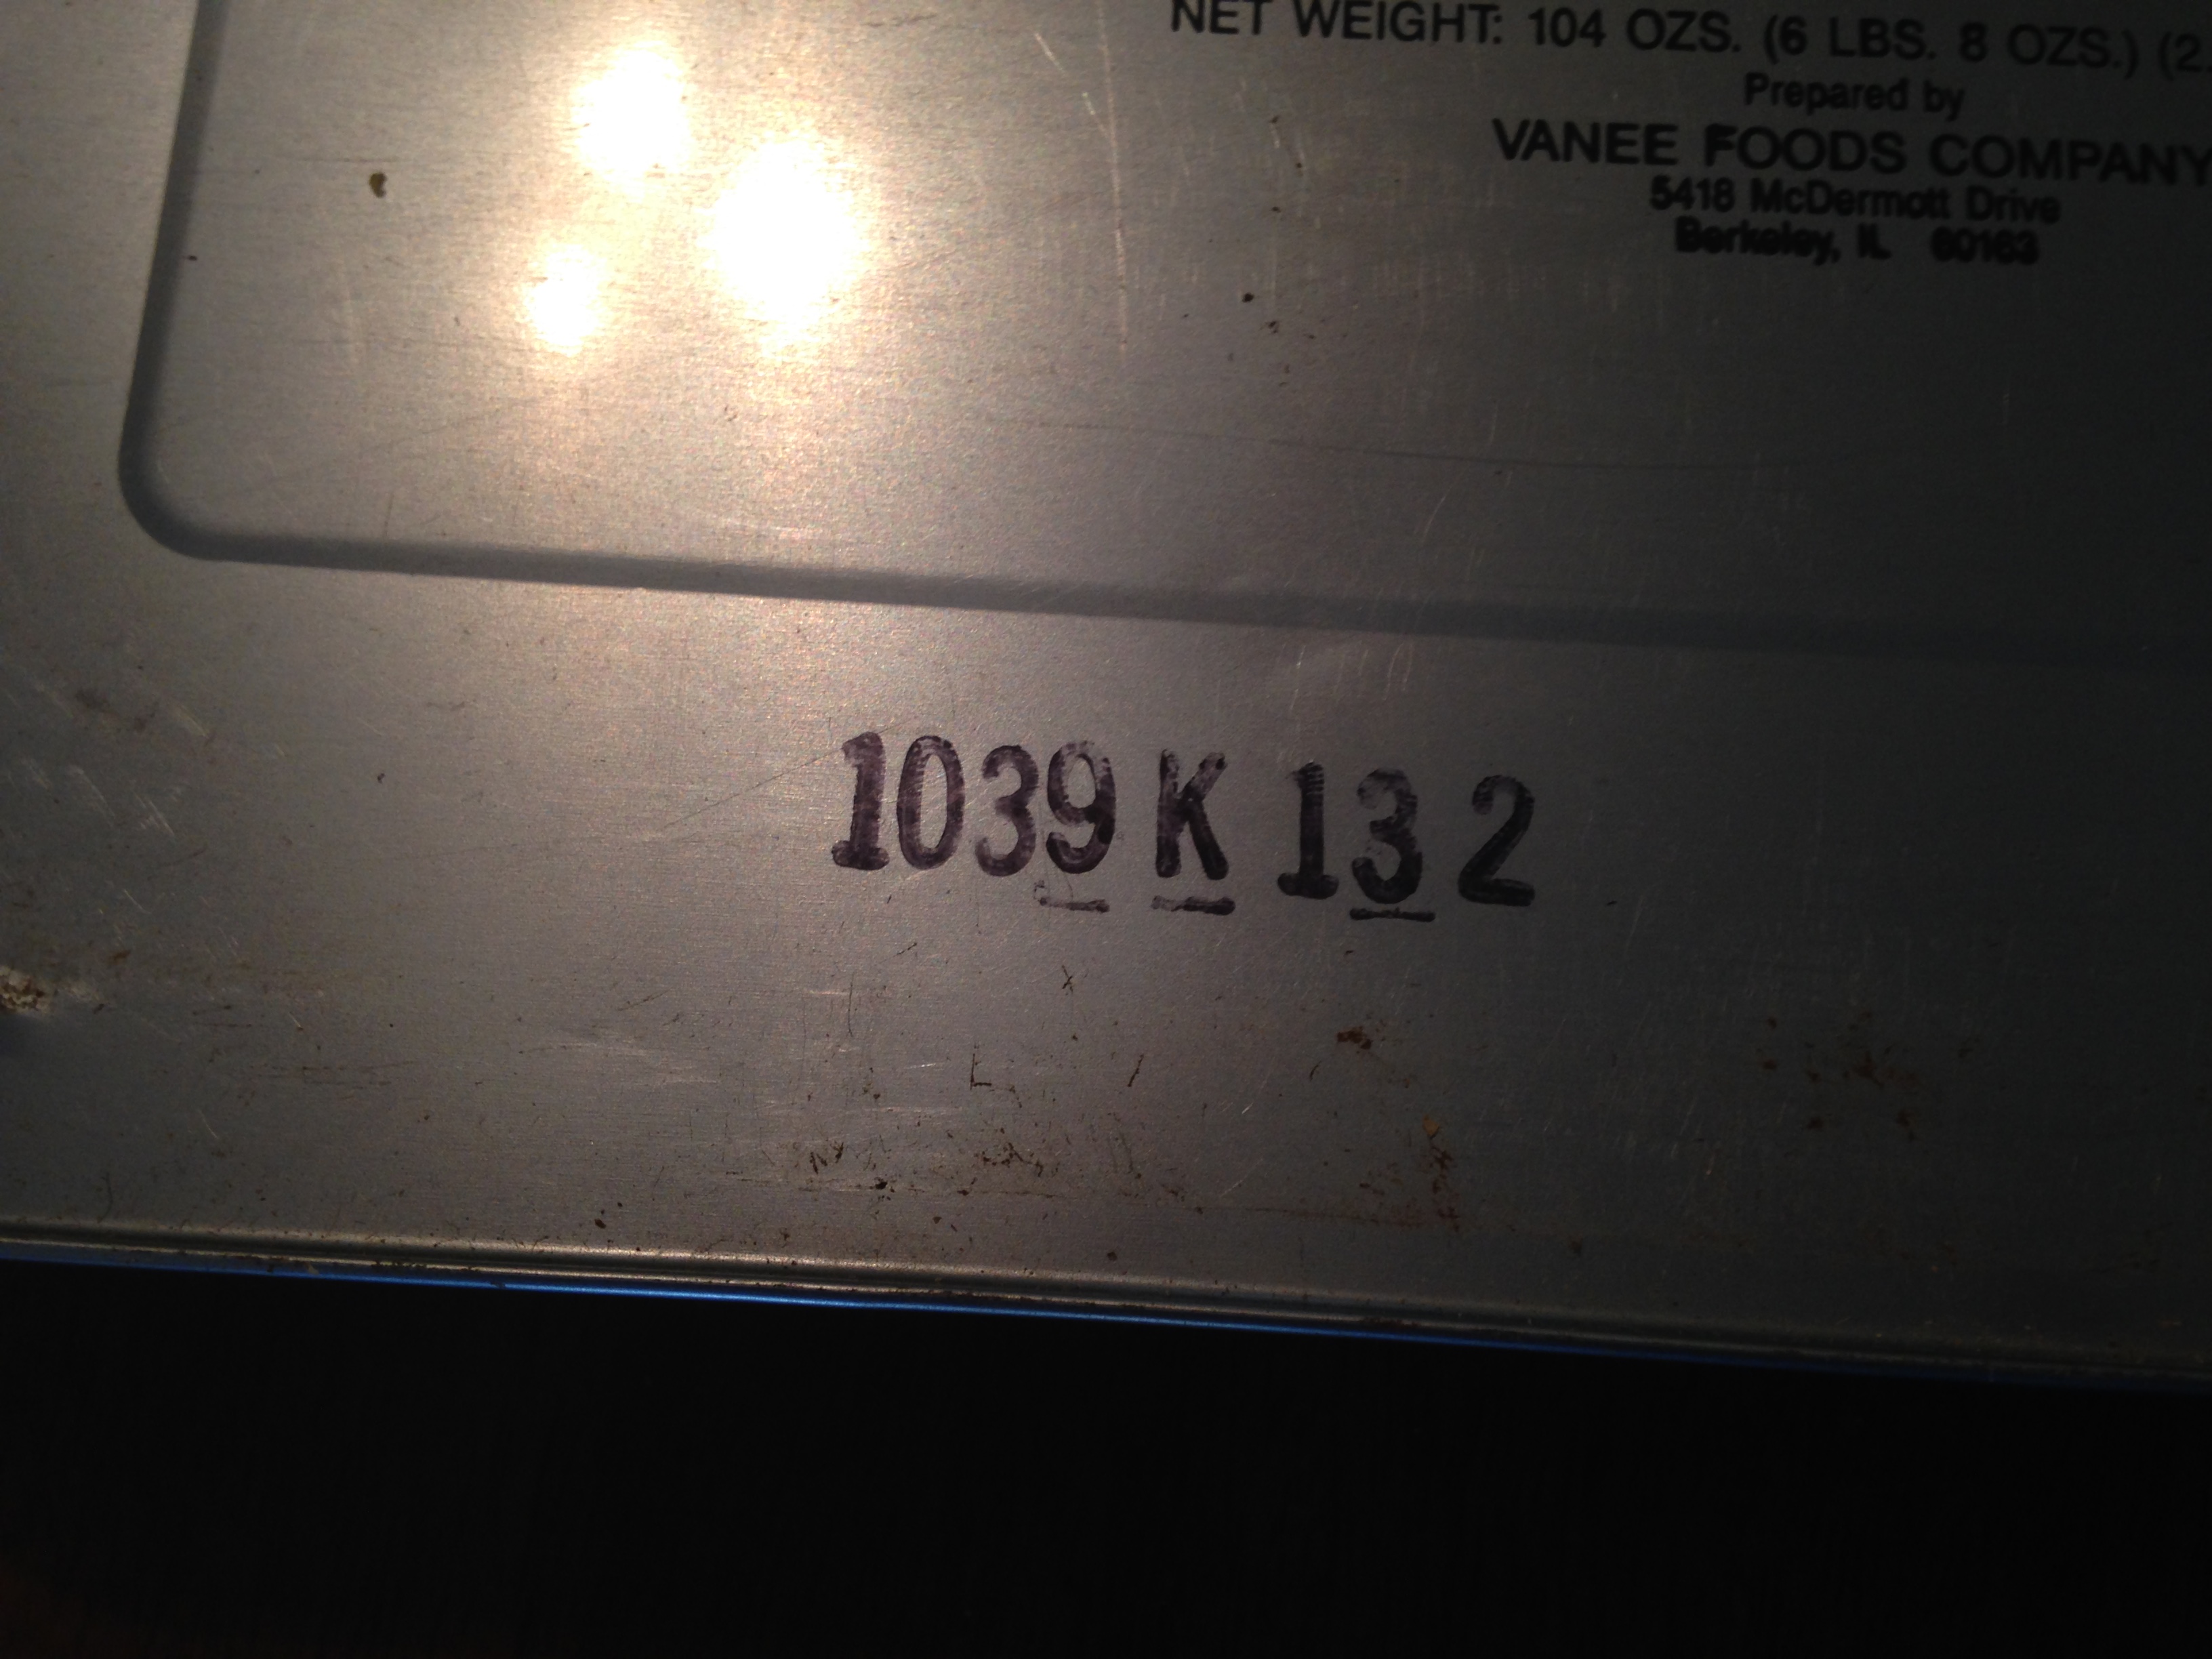 NET WEIGHT: 104 OZS. (6 LBS. 8 OZS.) (2.
Prepared by
VANEE FOODS COMPANY
5418 McDermott Drive
Berkeley, IL 60163
1039 K 13 2